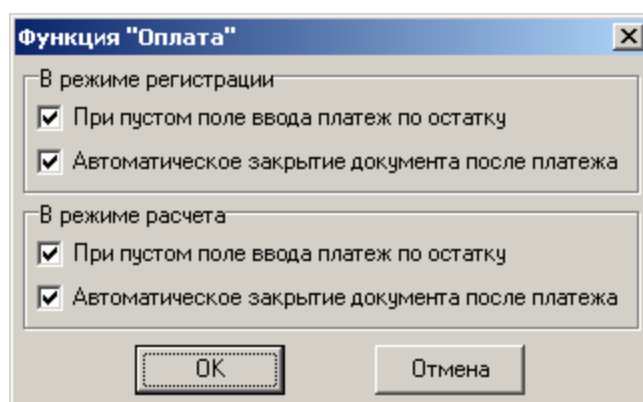 Функция "Оплата"
В режиме регистрации
При пустом поле ввода платеж по остатку
Автоматическое закрытие документа после платежа
В режиме расчета
При пустом поле ввода платеж по остатку
Автоматическое закрытие документа после платежа
OK
Отмена